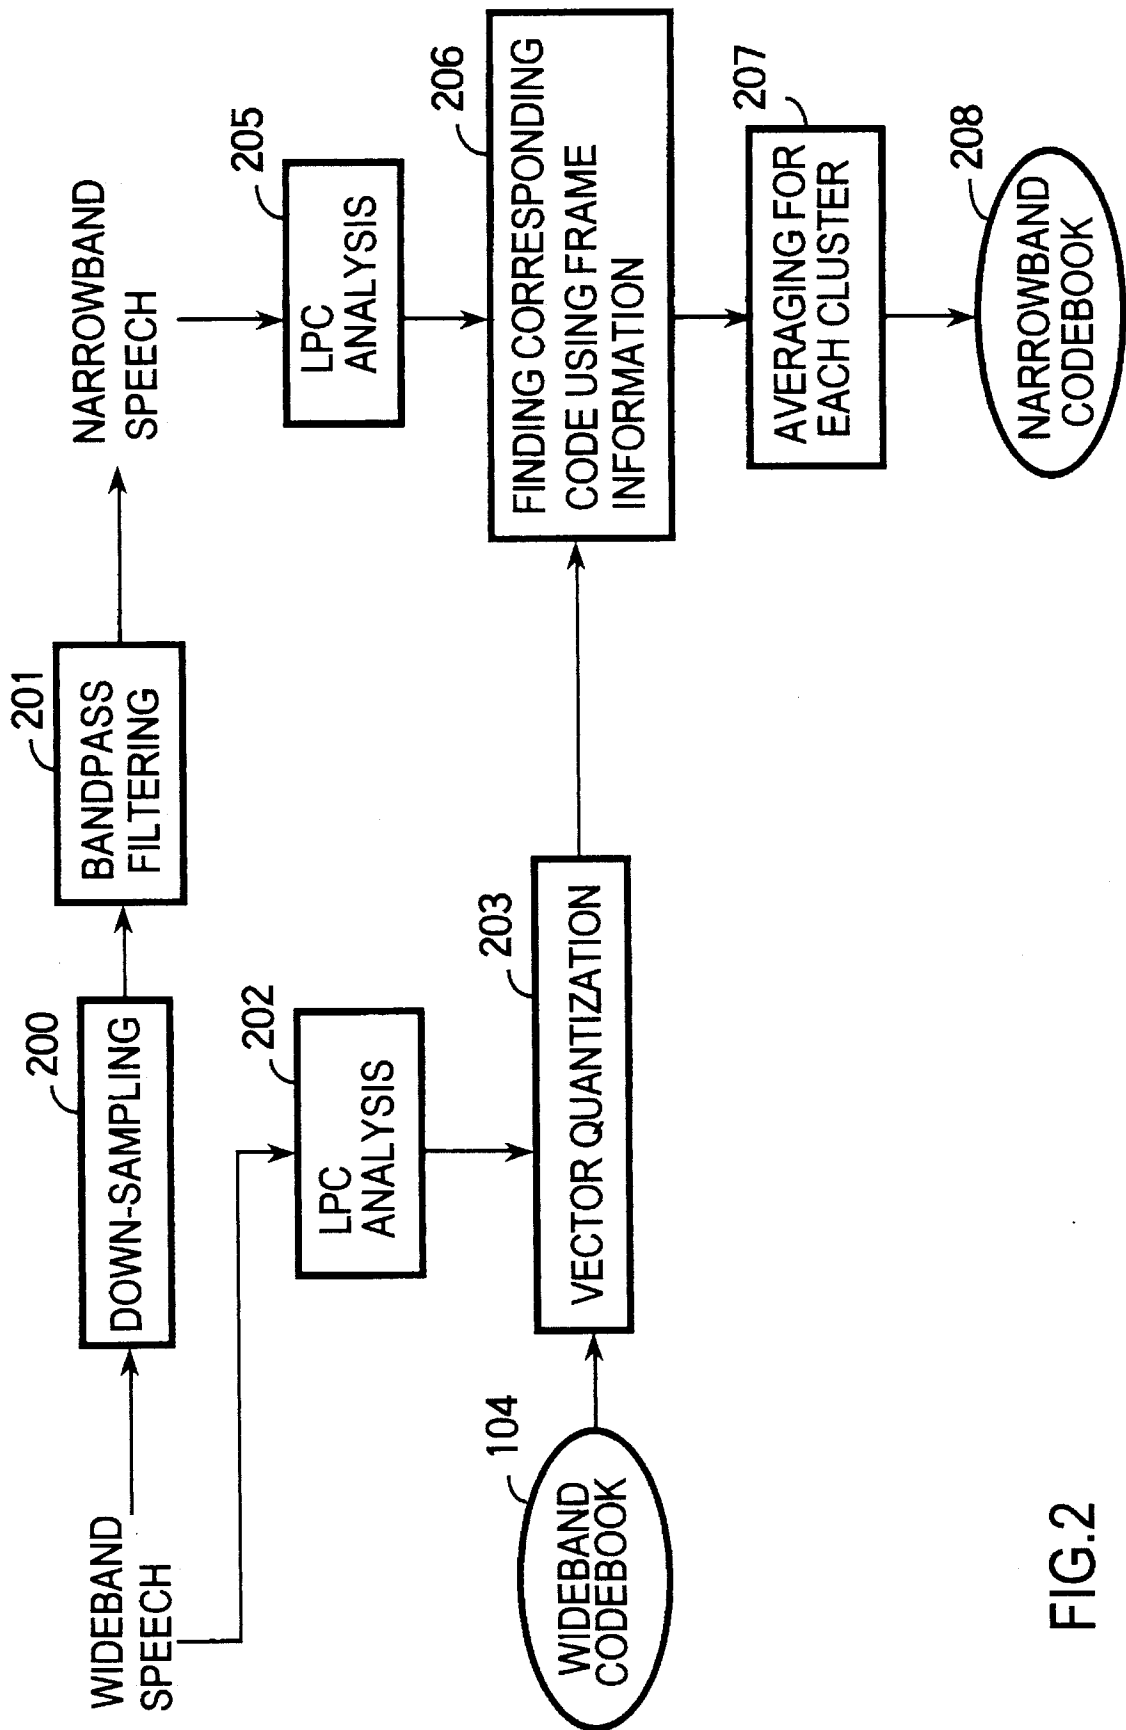 WIDEBAND
SPEECH
200
DOWN-SAMPLING
201
BANDPASS
FILTERING
NARROWBAND
SPEECH
202
LPC
ANALYSIS
205
LPC
ANALYSIS
104
WIDEBAND
CODEBOOK
203
VECTOR QUANTIZATION
206
FINDING CORRESPONDING
CODE USING FRAME
INFORMATION
207
AVERAGING FOR
EACH CLUSTER
208
NARROWBAND
CODEBOOK
FIG.2